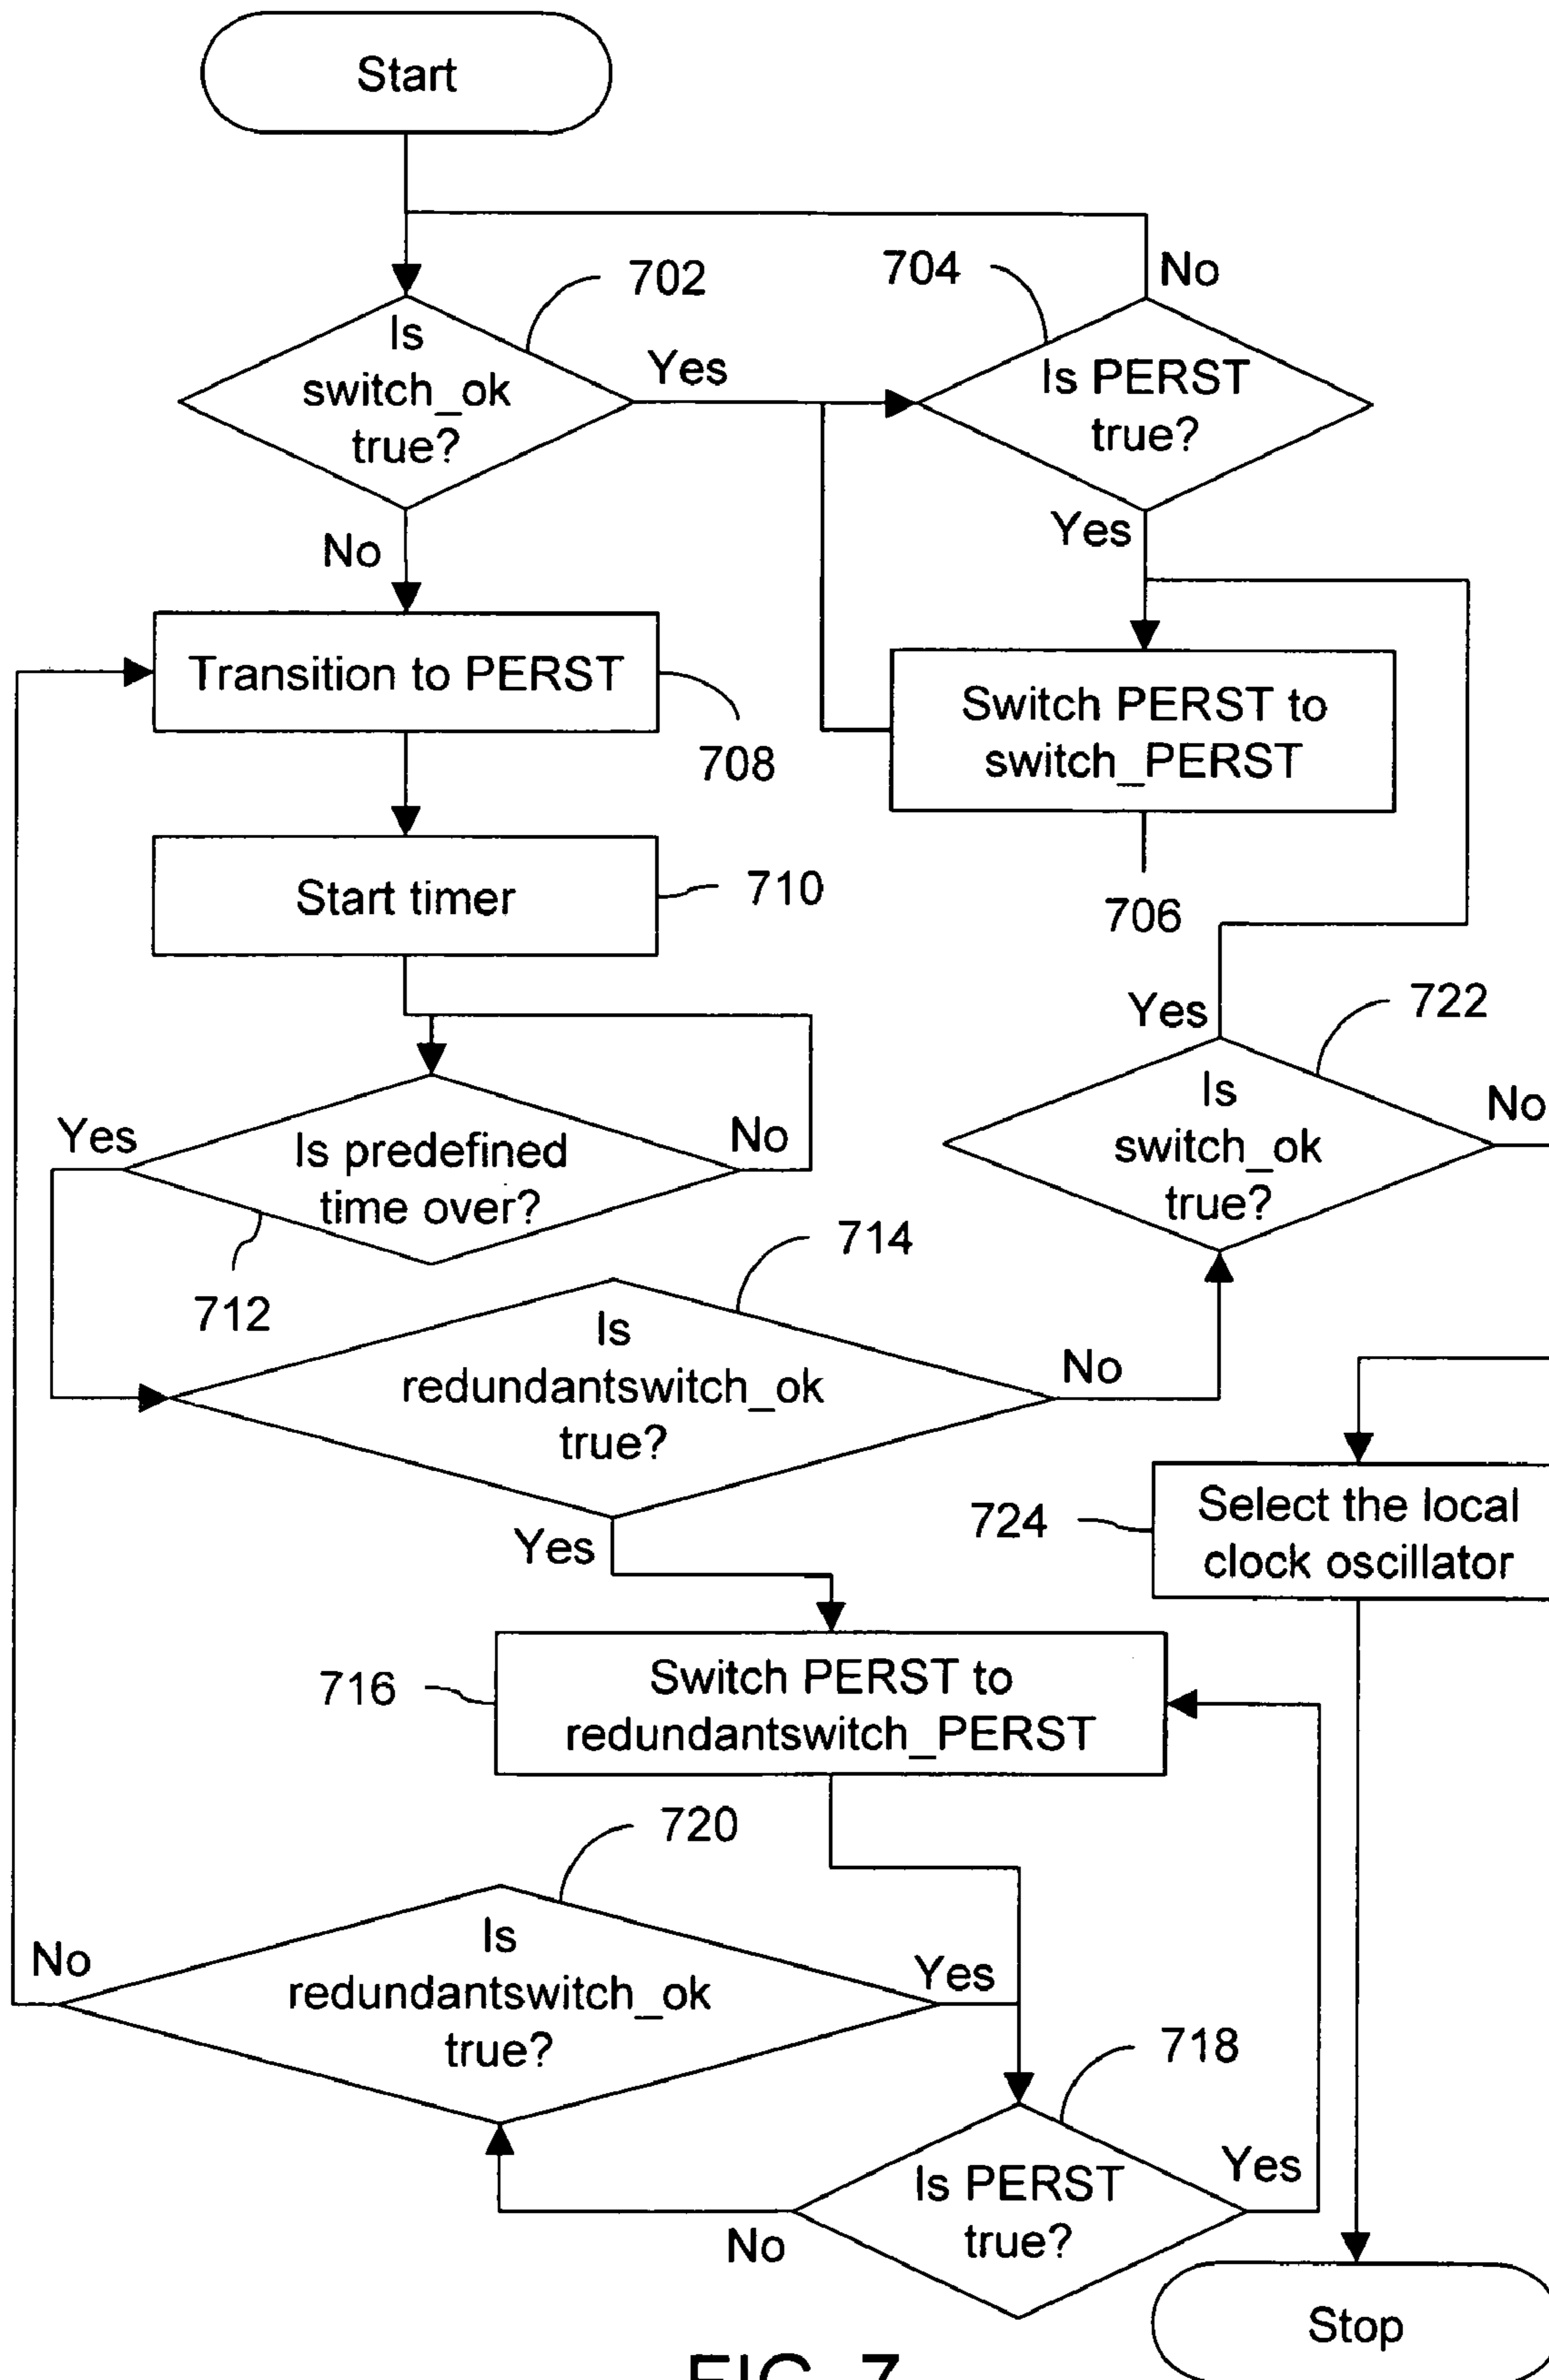 Start
702
704
No
Is
switch_ok
true?
Yes
Is PERST
true?
No
Yes
Transition to PERST
708
Switch PERST to
switch_PERST
706
Start timer
710
Yes
722
Is
switch_ok
true?
No
Yes
Is predefined
time over?
No
712
714
Is
redundantswitch_ok
true?
No
Yes
724
Select the local
clock oscillator
716
Switch PERST to
redundantswitch_PERST
720
No
Is
redundantswitch_ok
true?
Yes
718
Is PERST
true?
Yes
No
Stop
FIG. 7